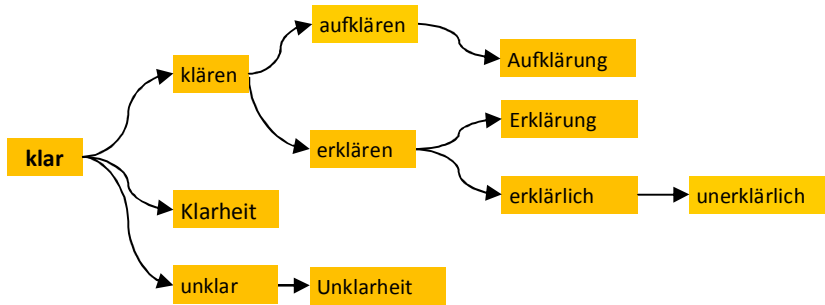 aufklären
klären
Aufklärung
Erklärung
klar
erklären
erklärlich
unerklärlich
Klarheit
unklar
Unklarheit